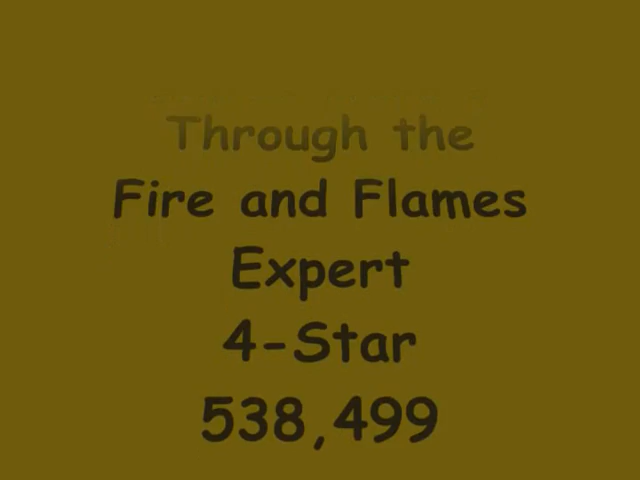 Through the
Fire and Flames
Expert
4-Star
538,499